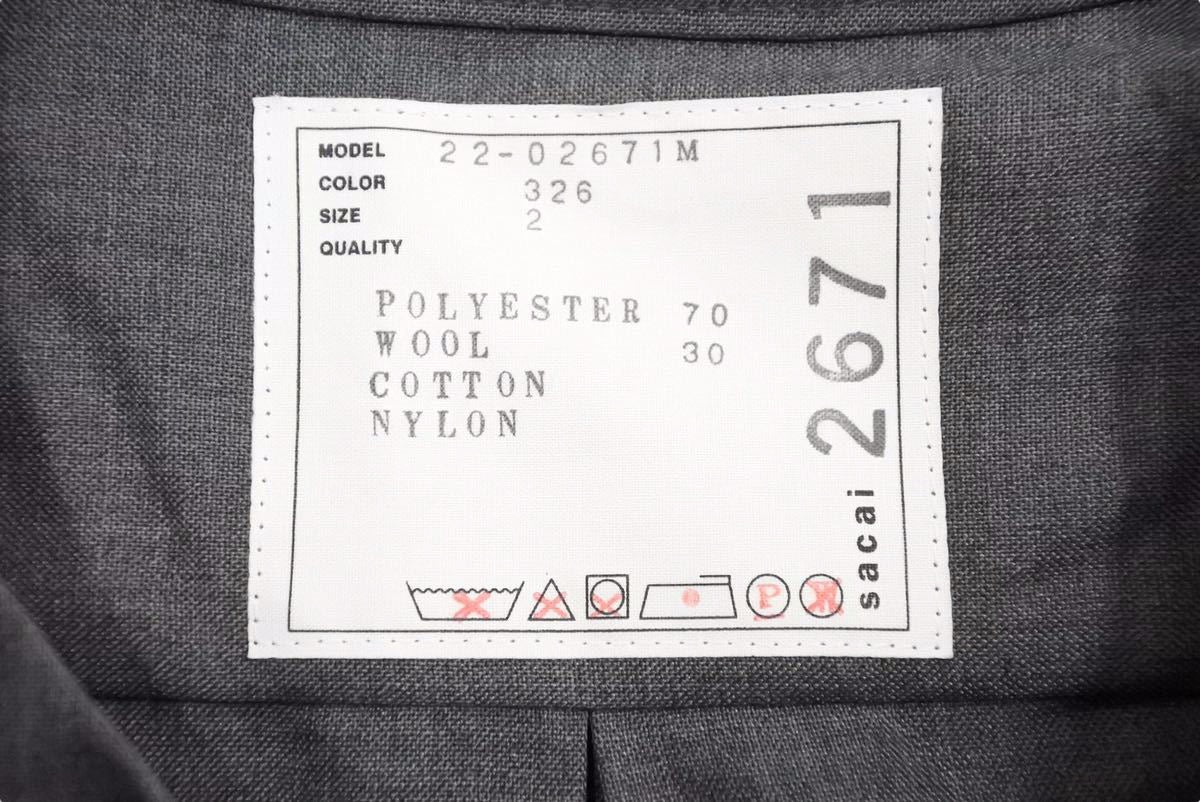 MODEL 22-02671M
COLOR 326
SIZE 2
QUALITY
POLYESTER 70
WOOL 30
COTTON
NYLON
P
W
sacai 2671